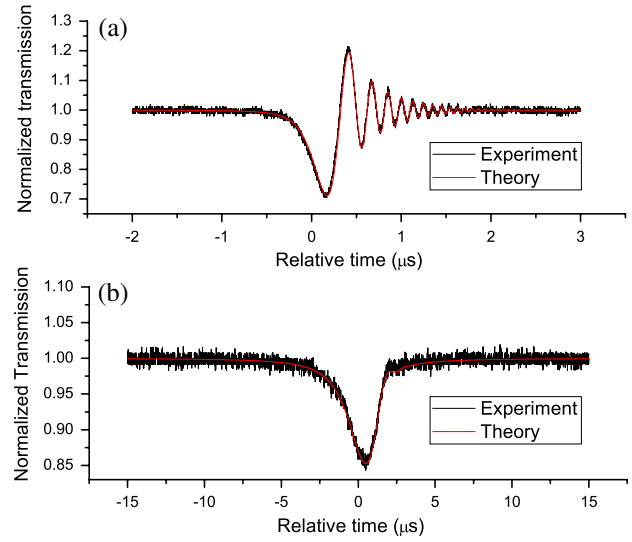 (a)
Normalized transmission
1.3
1.2
1.1
1.0
0.9
0.8
0.7
Experiment
Theory
-2 -1 0 1 2 3
Relative time (μs)
(b)
Normalized Transmission
1.10
1.05
1.00
0.95
0.90
0.85
Experiment
Theory
-15 -10 -5 0 5 10 15
Relative time (μs)